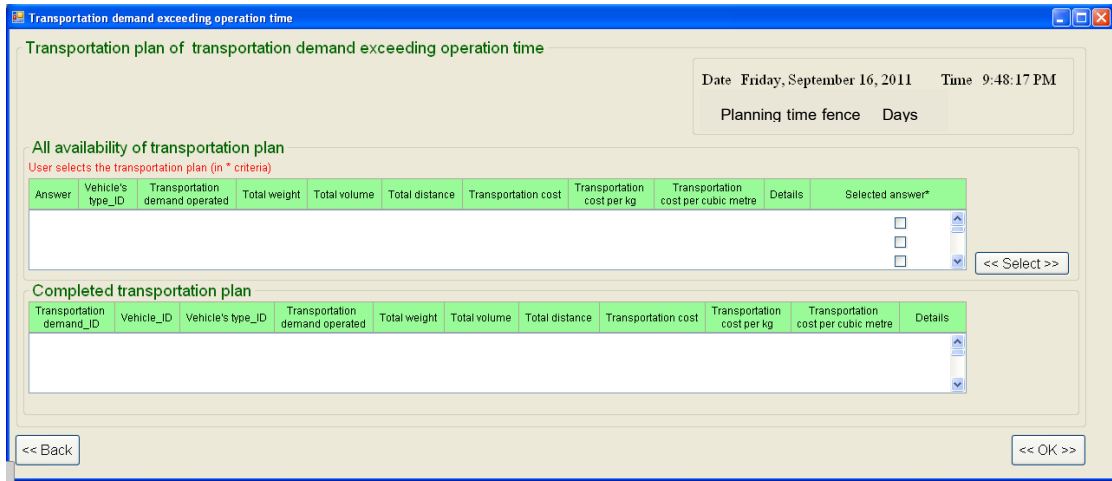 Transportation demand exceeding operation time
Transportation plan of transportation demand exceeding operation time
Date Friday, September 16, 2011 Time 9:48:17 PM
Planning time fence Days
All availability of transportation plan
User selects the transportation plan (in * criteria)
Answer Vehicle's type_ID Transportation demand operated Total weight Total volume Total distance Transportation cost Transportation cost per kg Transportation cost per cubic metre Details Selected answer*
<< Select >>
Completed transportation plan
Transportation demand_ID Vehicle_ID Vehicle's type_ID Transportation demand operated Total weight Total volume Total distance Transportation cost Transportation cost per kg Transportation cost per cubic metre Details
<< Back
<< OK >>